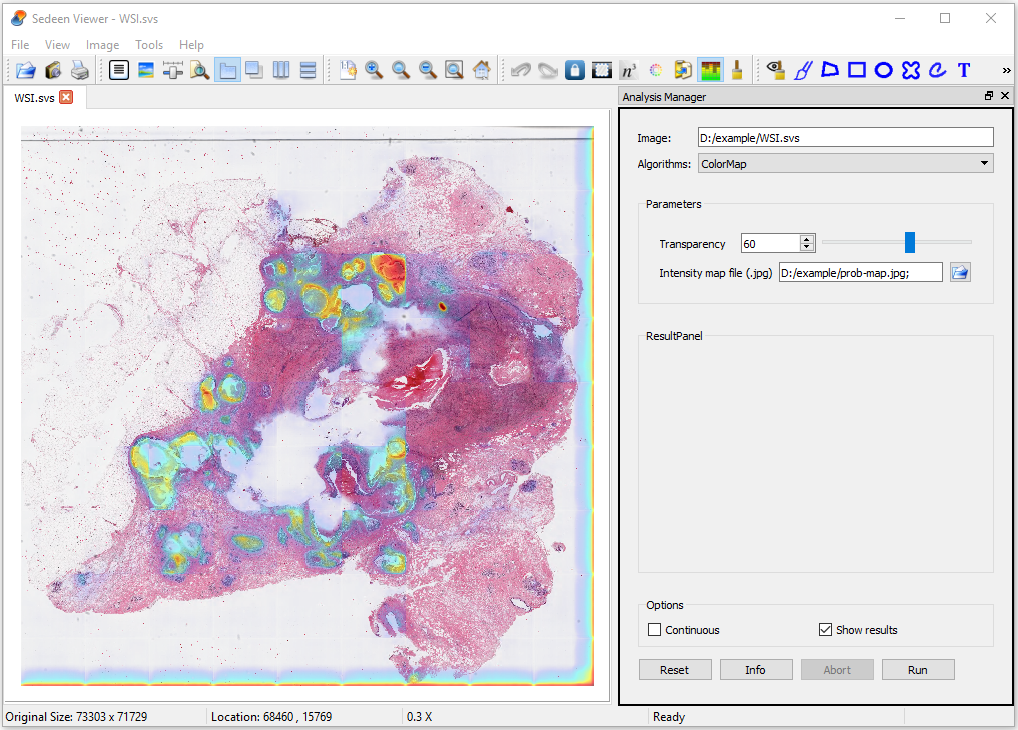 Sedeen Viewer - WSI.svs
File View Image Tools Help
n³ T »
WSI.svs
Analysis Manager
Image: D:/example/WSI.svs
Algorithms: ColorMap
Parameters
Transparency 60
Intensity map file (.jpg) D:/example/prob-map.jpg;
ResultPanel
Options
Continuous Show results
Reset Info Abort Run
Original Size: 73303 x 71729 Location: 68460 , 15769 0.3 X Ready